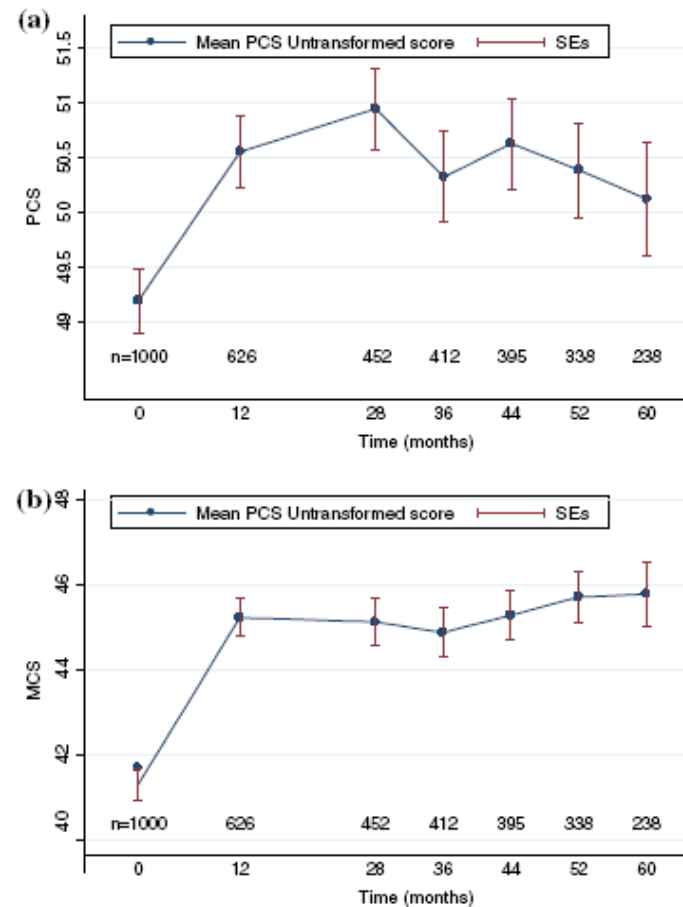 (a)
Mean PCS Untransformed score SEs
51.5
51
50.5
50
49.5
49
PCS
n=1000 626 452 412 395 338 238
0 12 28 36 44 52 60
Time (months)
(b)
Mean PCS Untransformed score SEs
48
46
44
42
40
MCS
n=1000 626 452 412 395 338 238
0 12 28 36 44 52 60
Time (months)